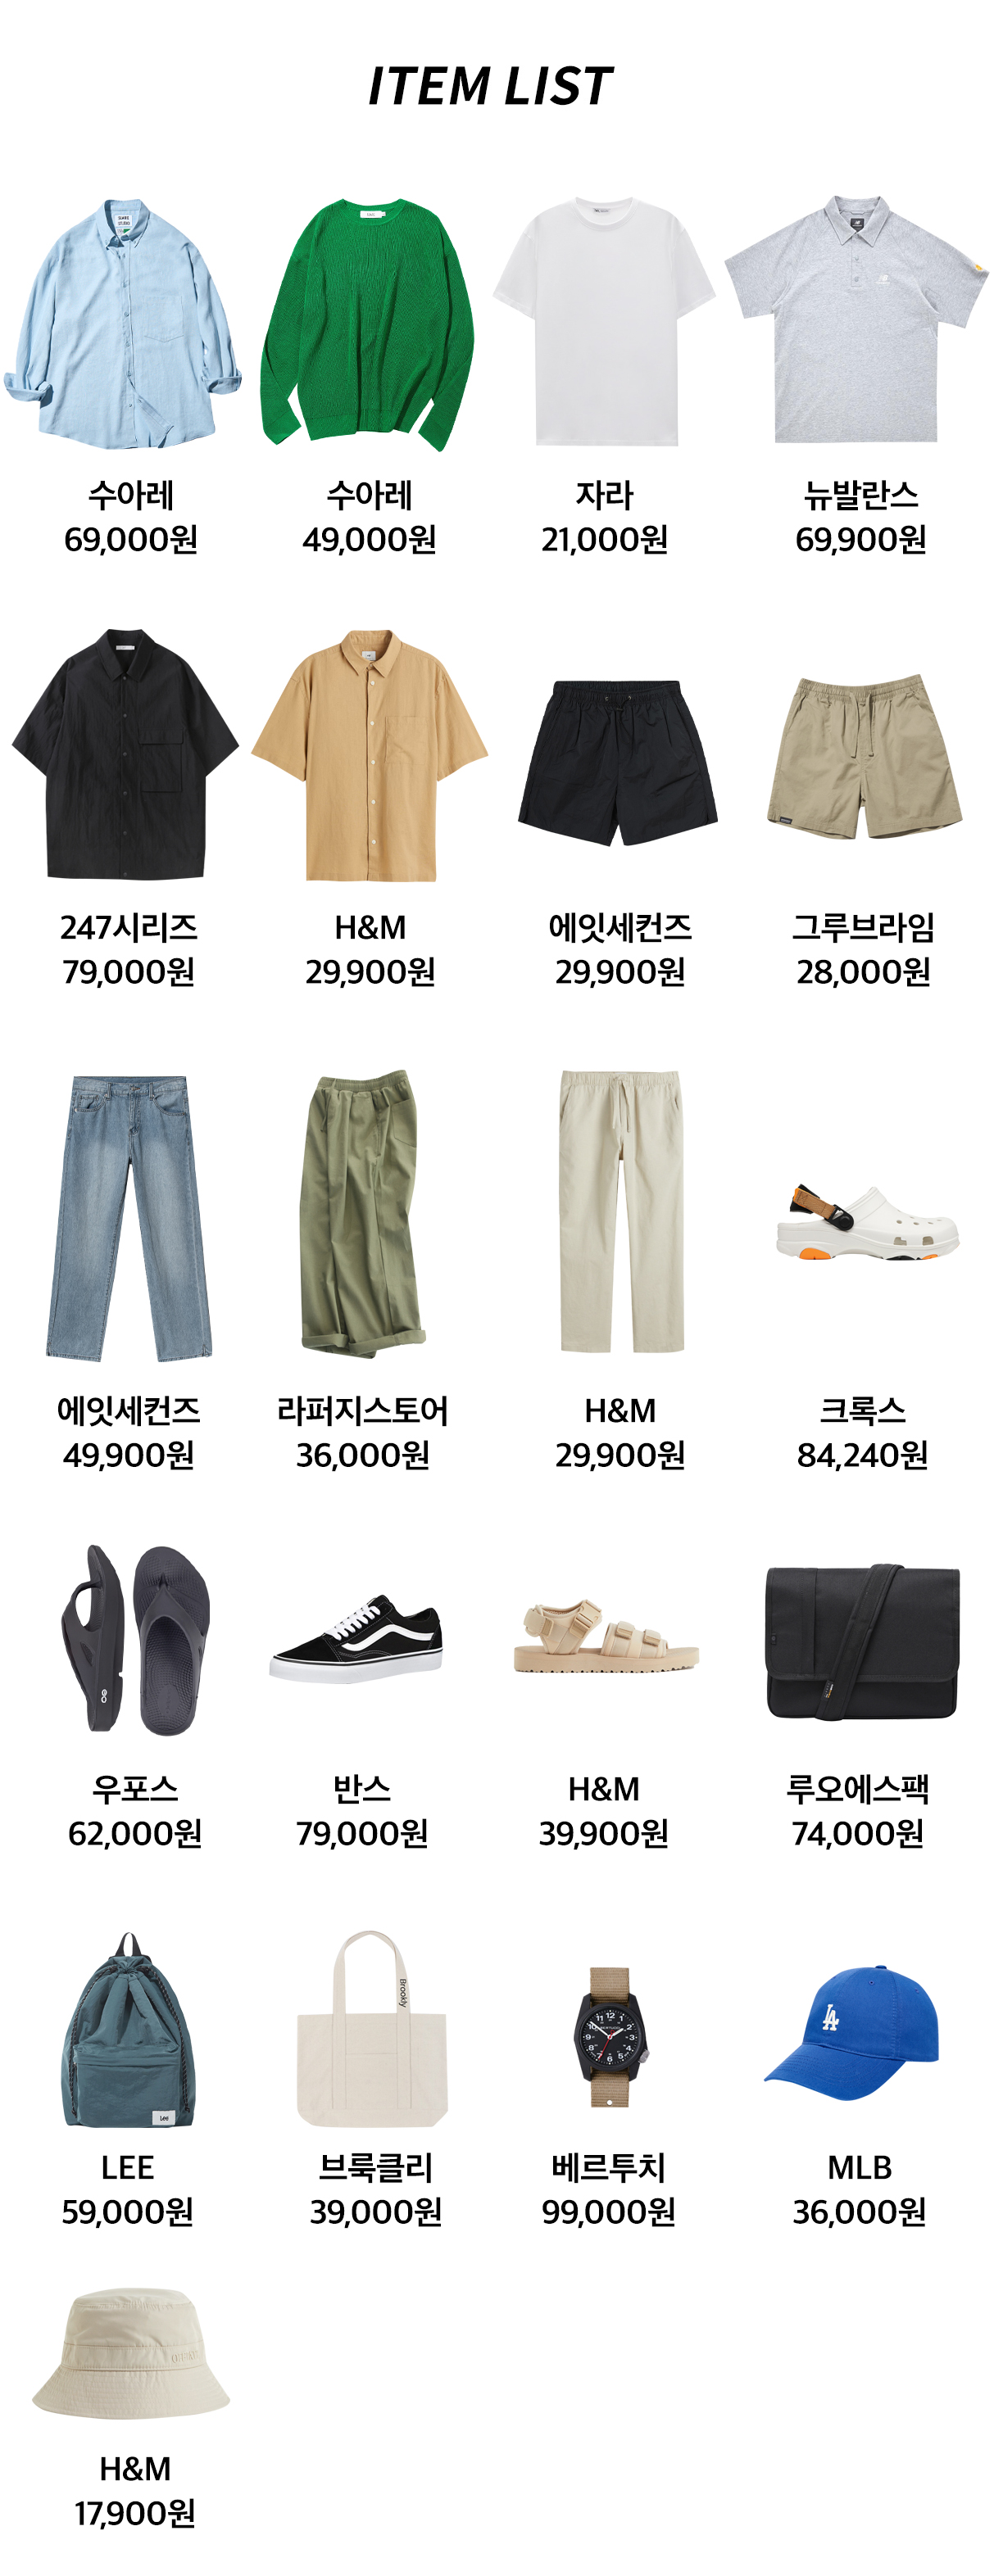 ITEM LIST
수아레
69,000원
수아레
49,000원
자라
21,000원
뉴발란스
69,900원
247시리즈
79,000원
H&M
29,900원
에잇세컨즈
29,900원
그루브라임
28,000원
에잇세컨즈
49,900원
라퍼지스토어
36,000원
H&M
29,900원
크록스
84,240원
우포스
62,000원
반스
79,000원
H&M
39,900원
루오에스팩
74,000원
Lee
LEE
59,000원
Brookly
브룩클리
39,000원
베르투치
99,000원
LA
MLB
36,000원
H&M
17,900원